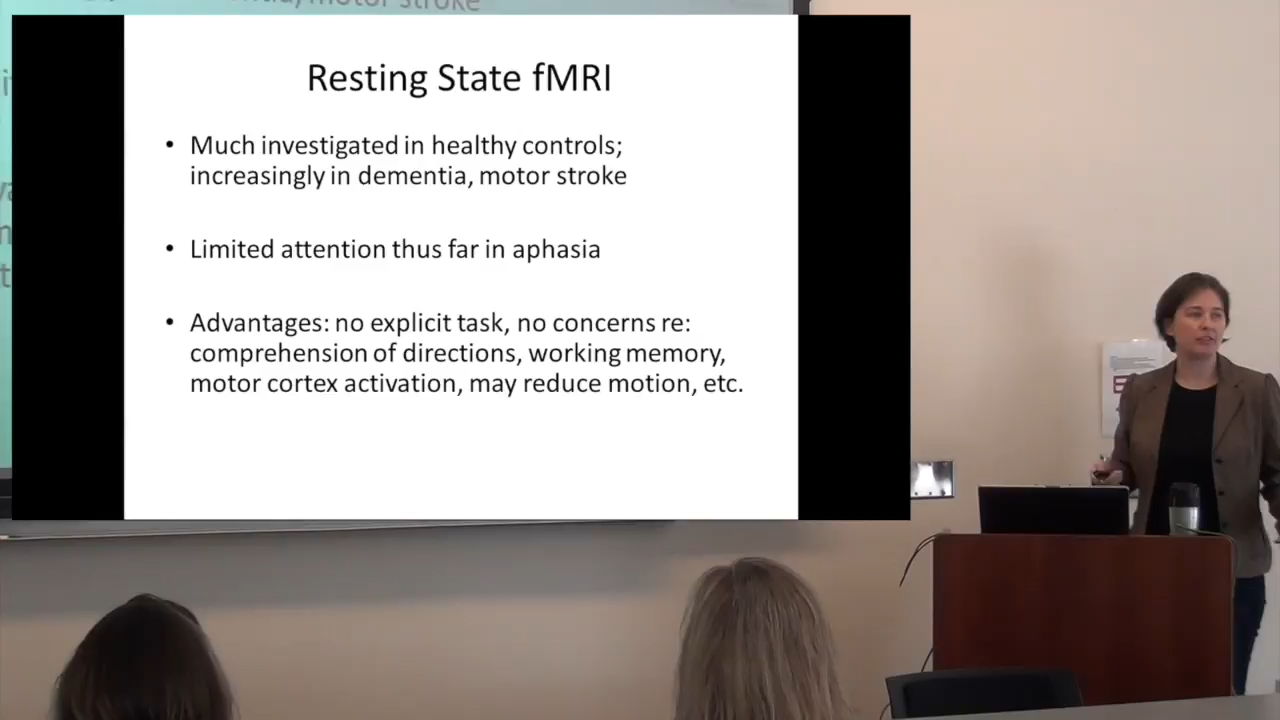 motor stroke
Resting State fMRI
• Much investigated in healthy controls;
increasingly in dementia, motor stroke
• Limited attention thus far in aphasia
• Advantages: no explicit task, no concerns re:
comprehension of directions, working memory,
motor cortex activation, may reduce motion, etc.